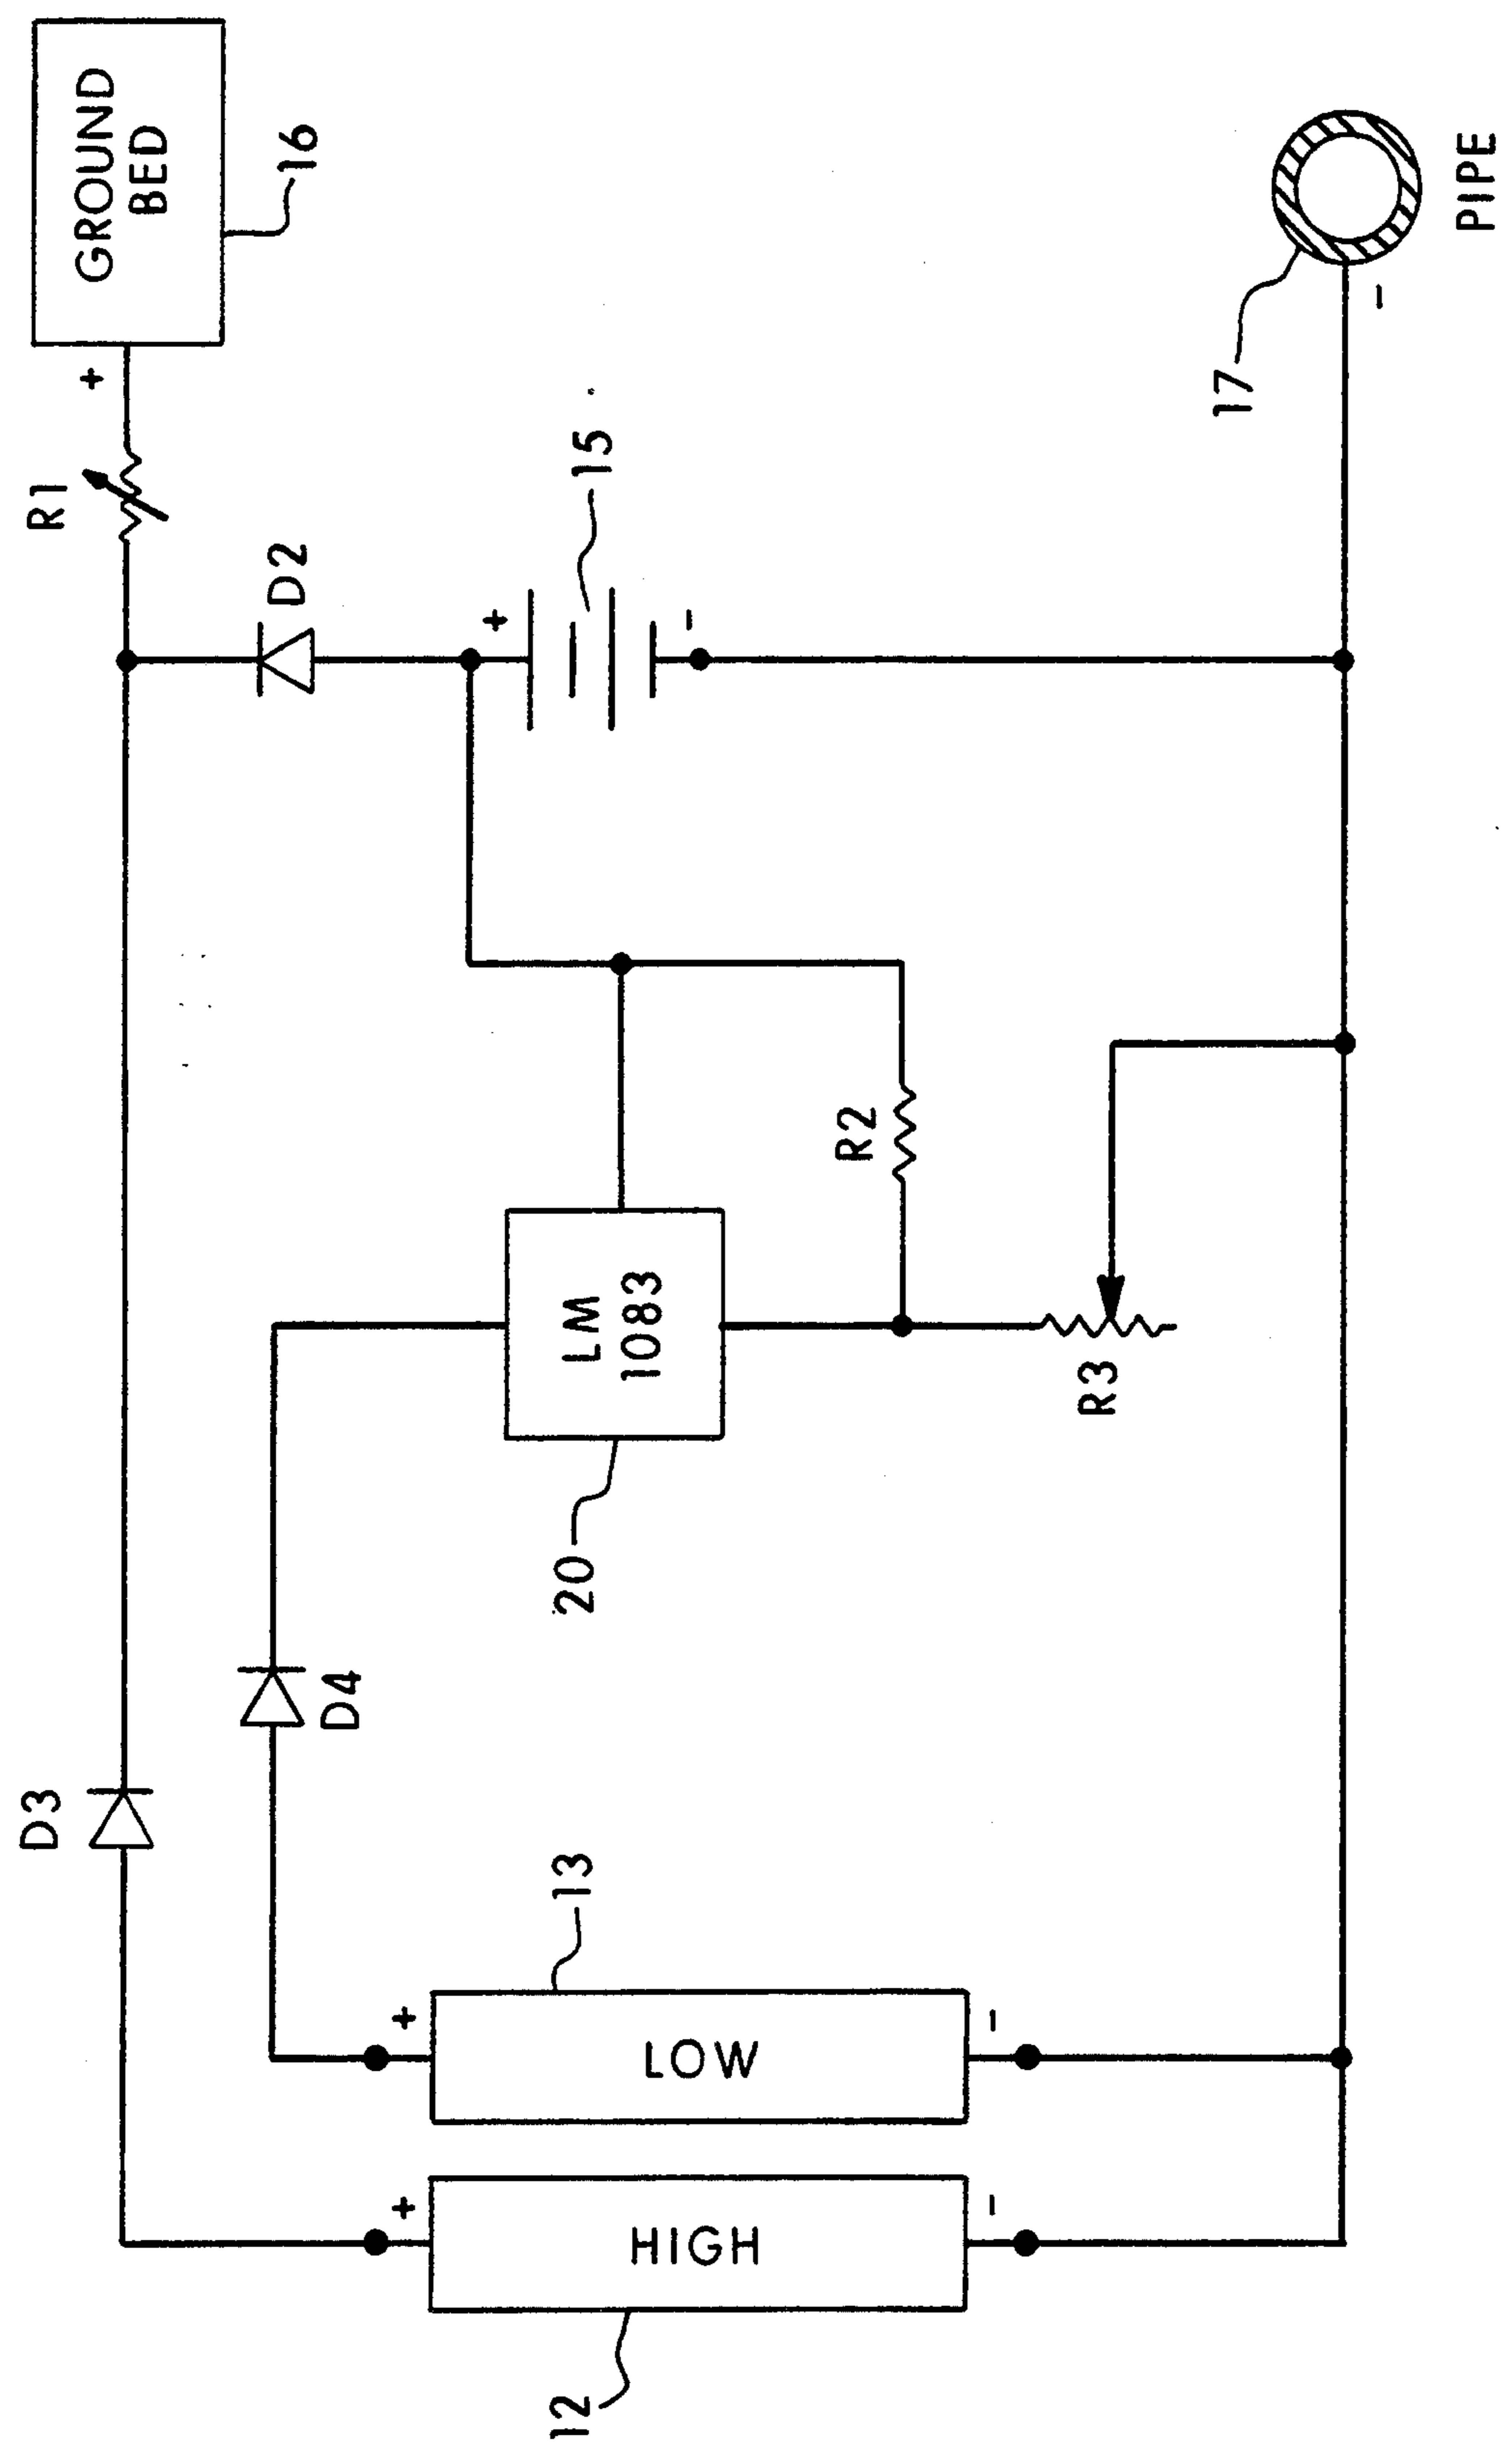 GROUND
BED
16
+
R1
D2
15
+
-
17
-
PIPE
R2
LM
1083
20
R3
D3
D4
13
+
LOW
-
+
HIGH
-
12